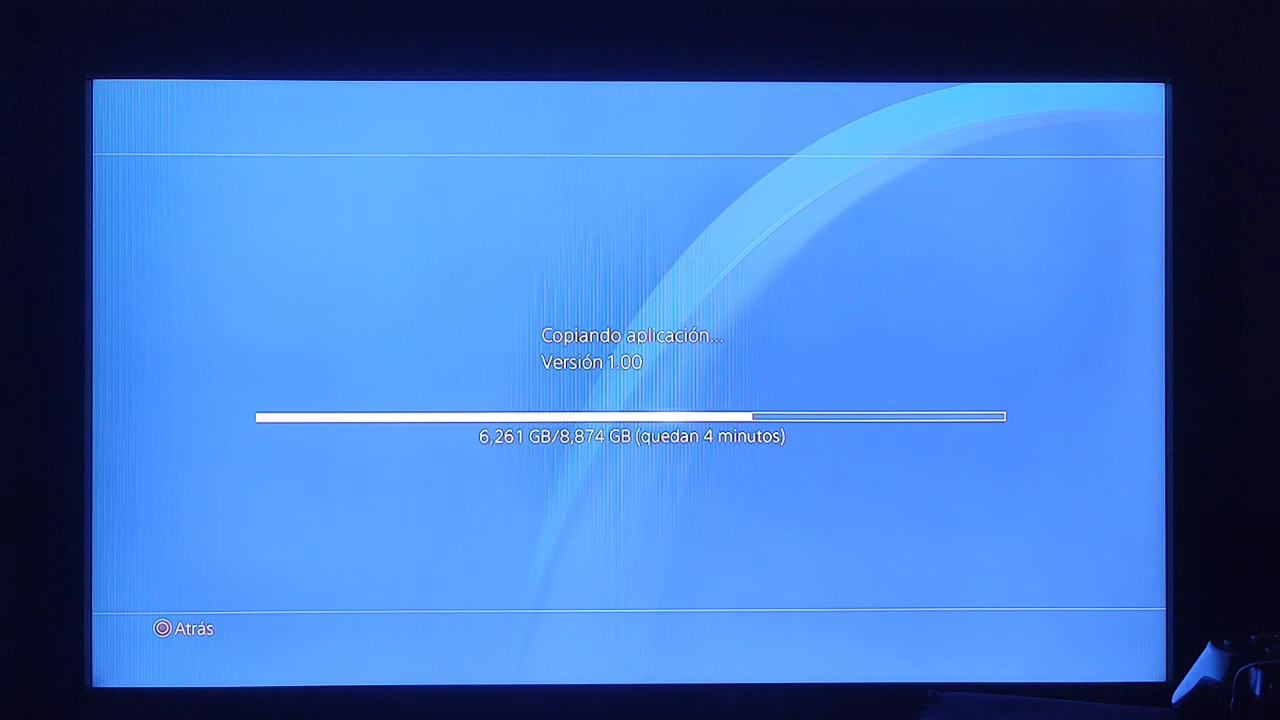 Copiando aplicación...
Versión 1.00
6,261 GB/8,874 GB (quedan 4 minutos)
Atrás